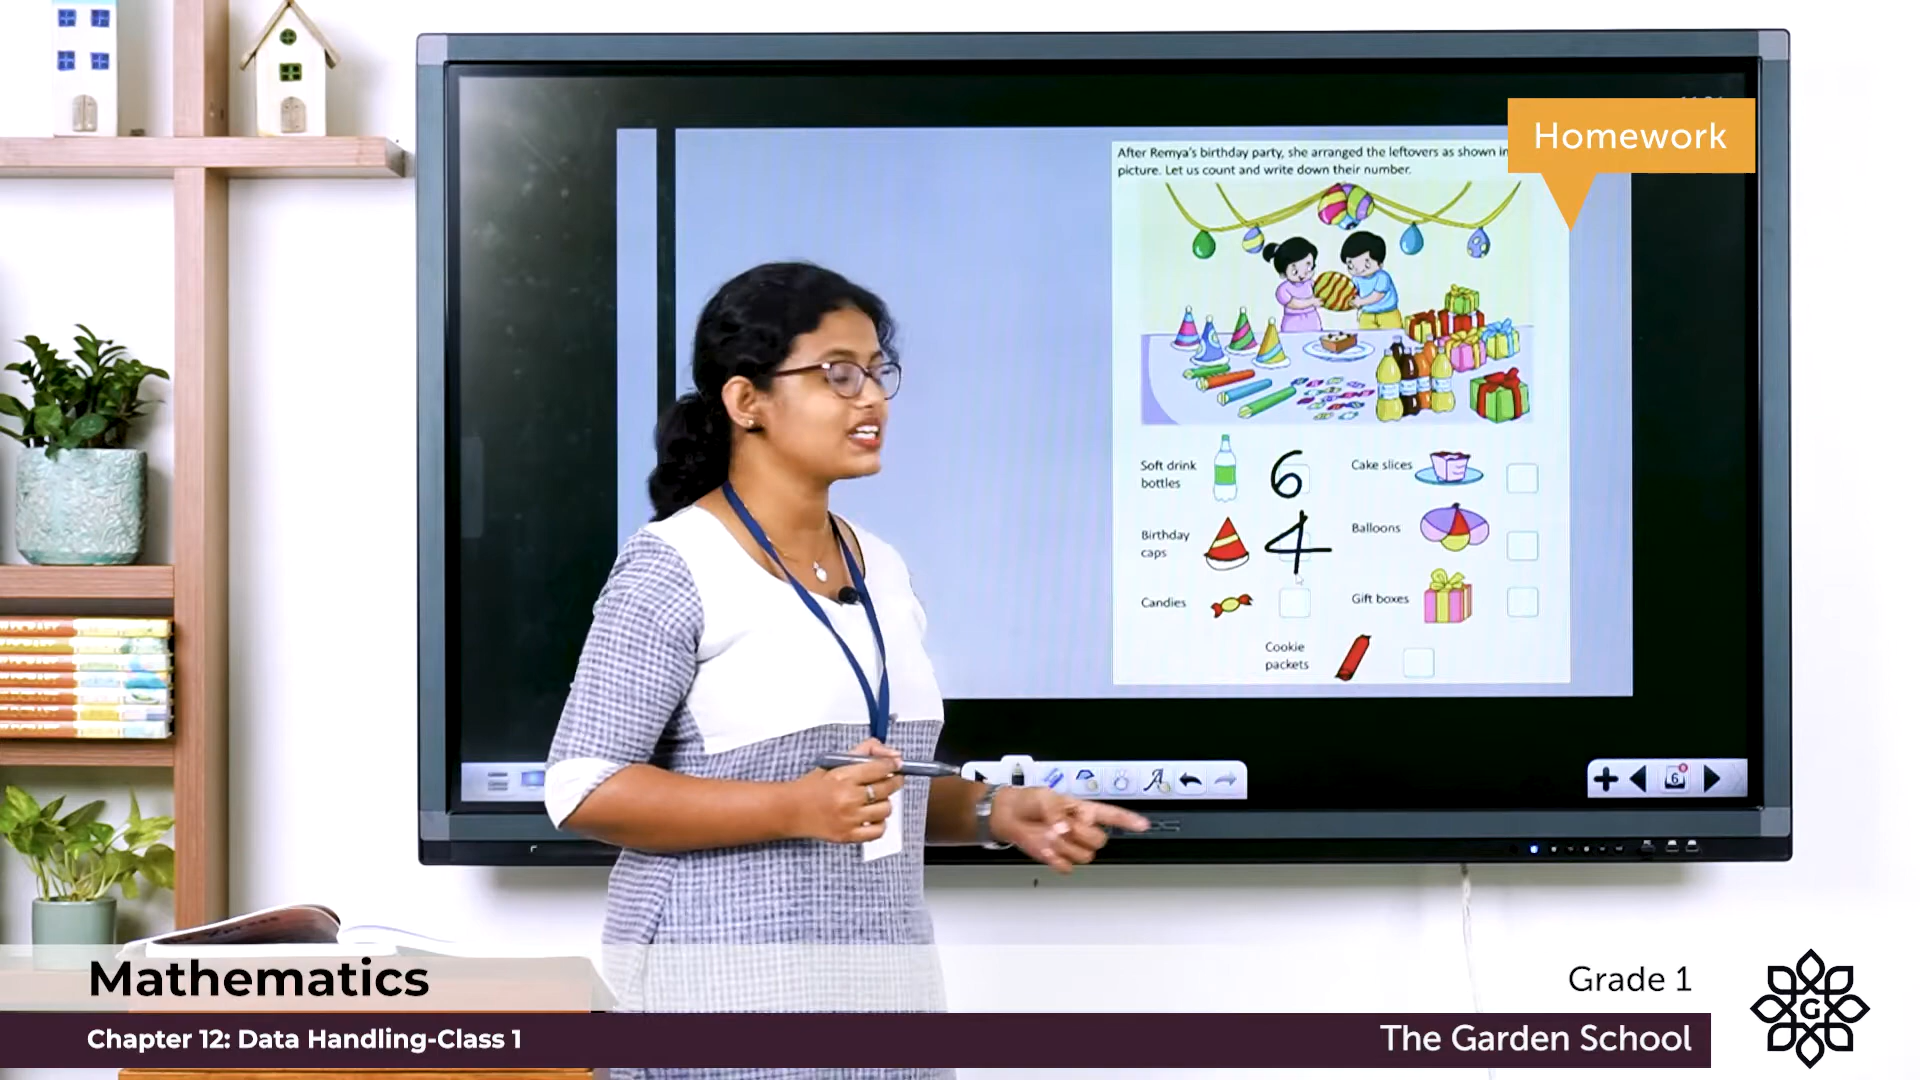 Homework
After Remya's birthday party, she arranged the leftovers as shown in
picture. Let us count and write down their number.
Soft drink
bottles
6
Cake slices
Birthday
caps
4
Balloons
Candies
Gift boxes
Cookie
packets
6
Mathematics
Grade 1
Chapter 12: Data Handling-Class 1
The Garden School
G